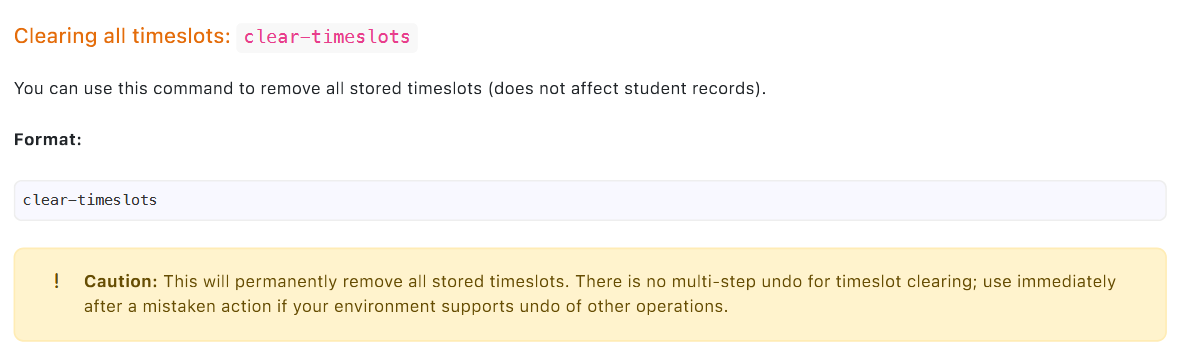 Clearing all timeslots: clear-timeslots
You can use this command to remove all stored timeslots (does not affect student records).
Format:
clear-timeslots
! Caution: This will permanently remove all stored timeslots. There is no multi-step undo for timeslot clearing; use immediately
after a mistaken action if your environment supports undo of other operations.